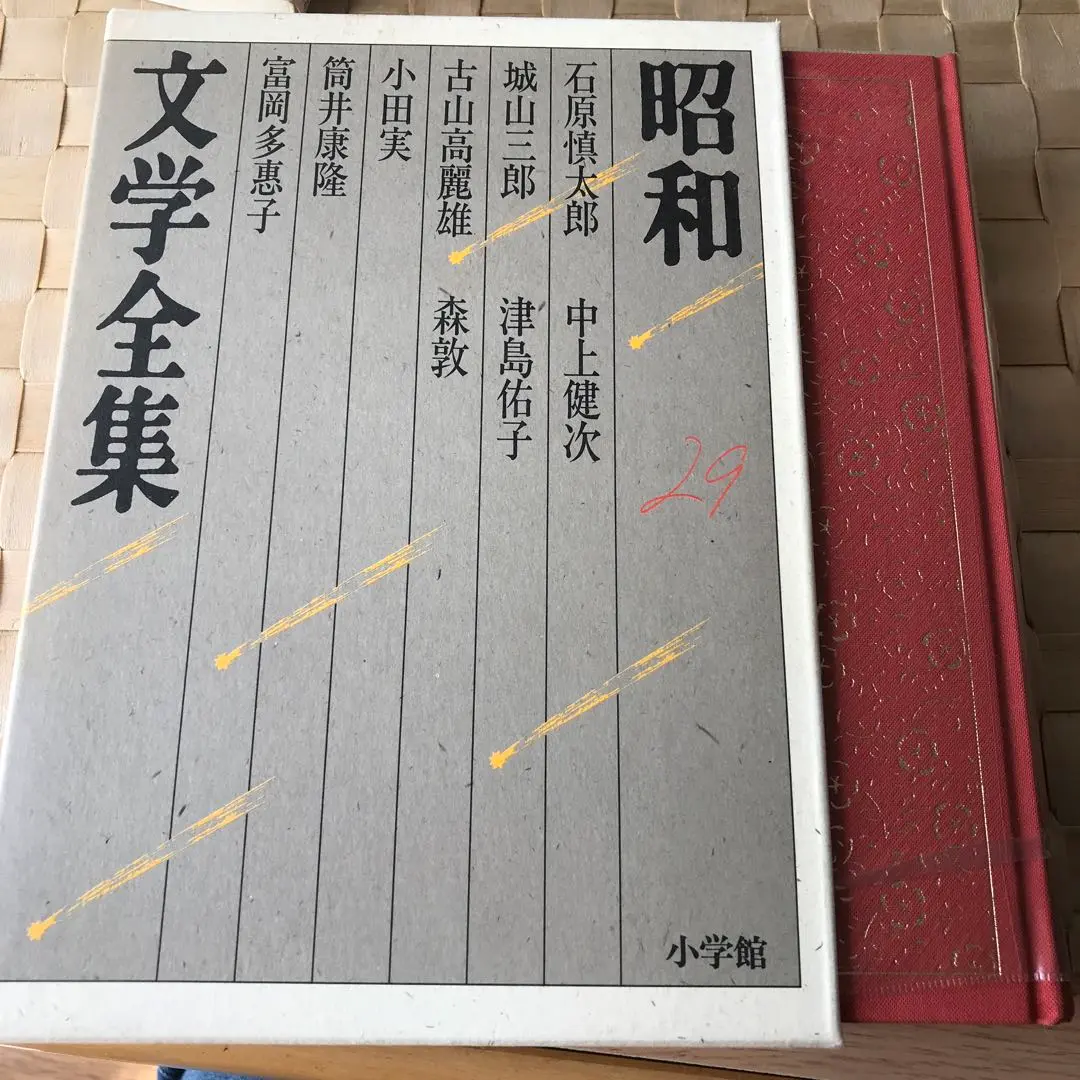 昭和
石原慎太郎 中上健次
城山三郎 津島佑子
古山高麗雄 森敦
小田実
筒井康隆
富岡多惠子
文学全集
29
小学館